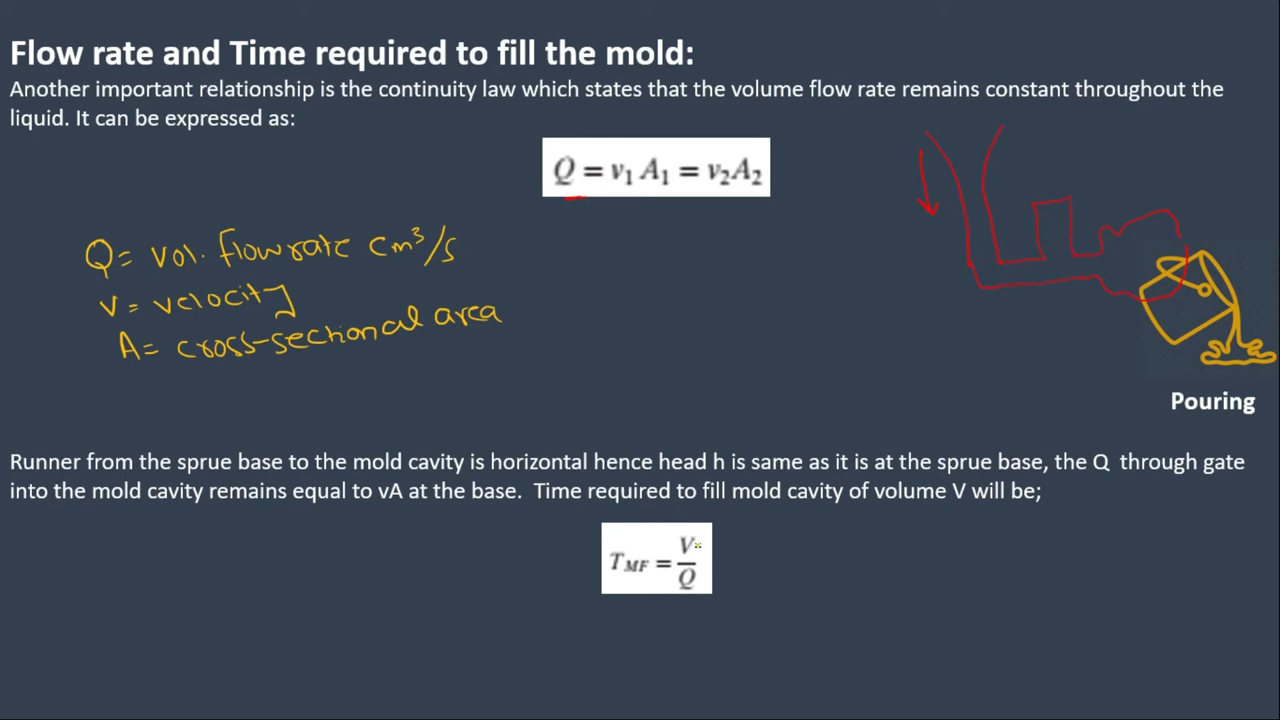 Flow rate and Time required to fill the mold:
Another important relationship is the continuity law which states that the volume flow rate remains constant throughout the
liquid. It can be expressed as:
Q = v₁ A₁ = v₂A₂
Q = vol. flow rate cm³/s
v = velocity
A = cross-sectional area
Pouring
Runner from the sprue base to the mold cavity is horizontal hence head h is same as it is at the sprue base, the Q through gate
into the mold cavity remains equal to vA at the base. Time required to fill mold cavity of volume V will be;
T_MF = V/Q